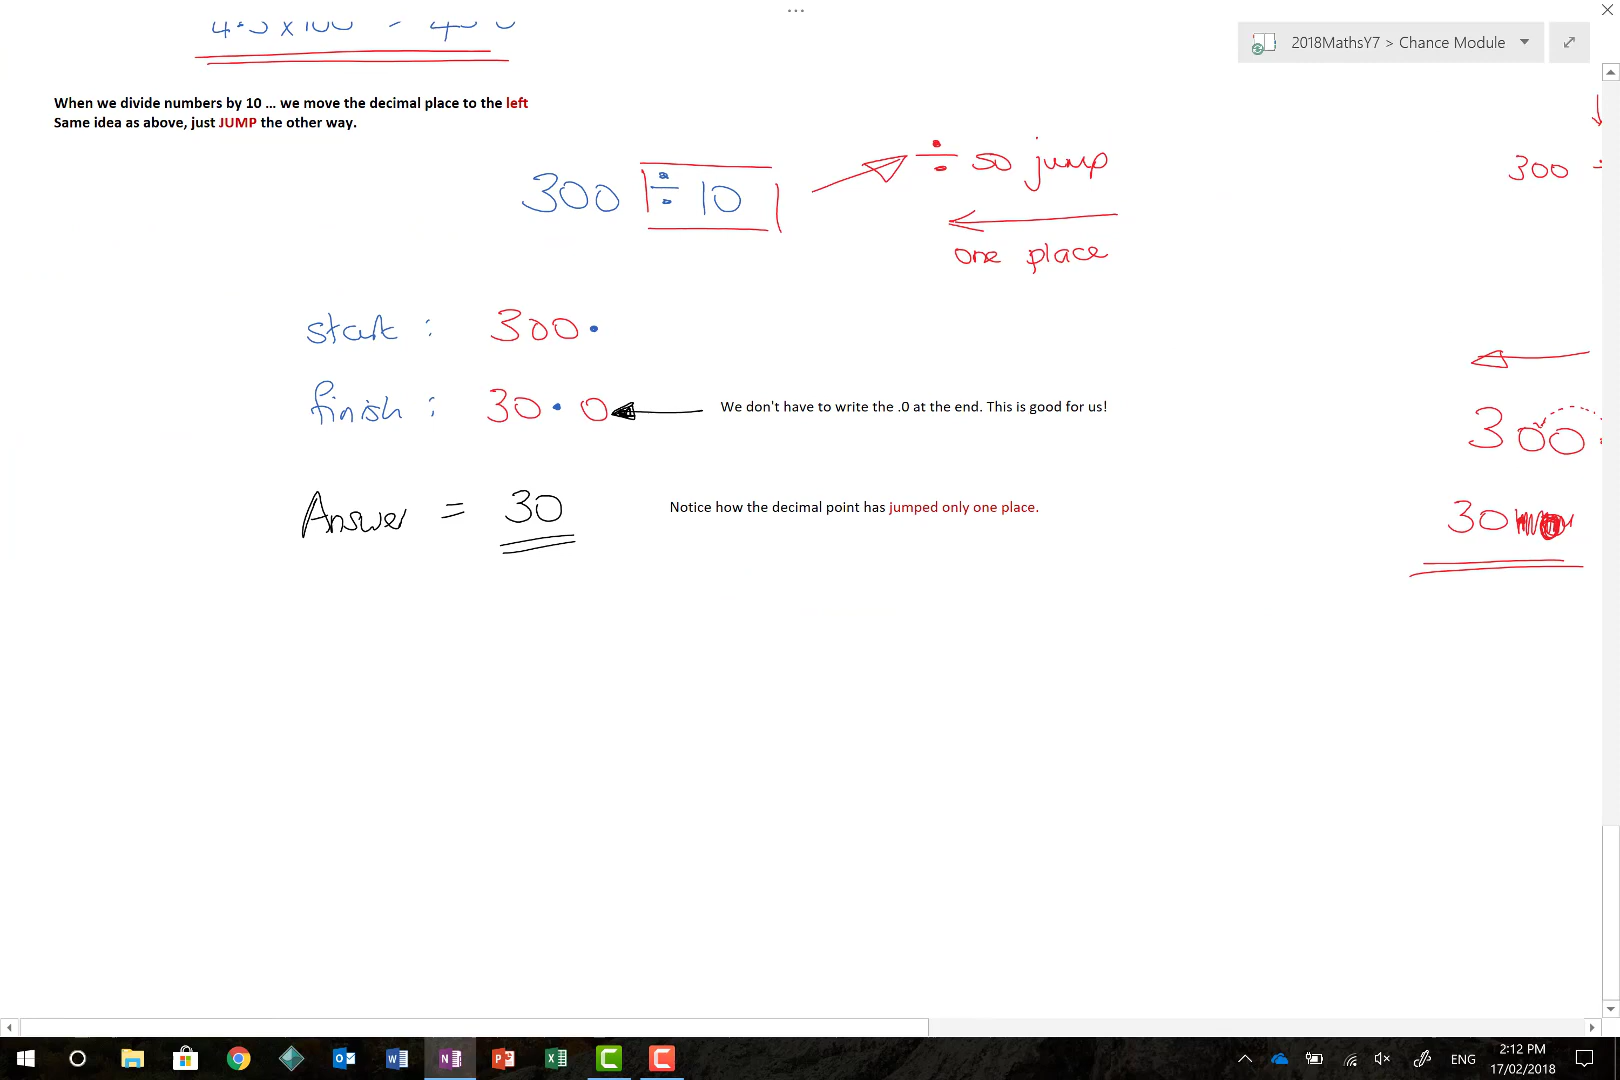 2018MathsY7 > Chance Module
When we divide numbers by 10 ... we move the decimal place to the left
Same idea as above, just JUMP the other way.
300 ÷ 10
÷ so jump
one place
300
start : 300.
finish : 30.0
We don't have to write the .0 at the end. This is good for us!
300
Answer = 30
Notice how the decimal point has jumped only one place.
30
ENG
2:12 PM
17/02/2018